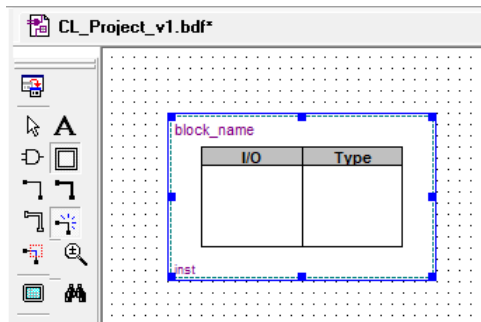 CL_Project_v1.bdf*
A
block_name
I/O Type
inst